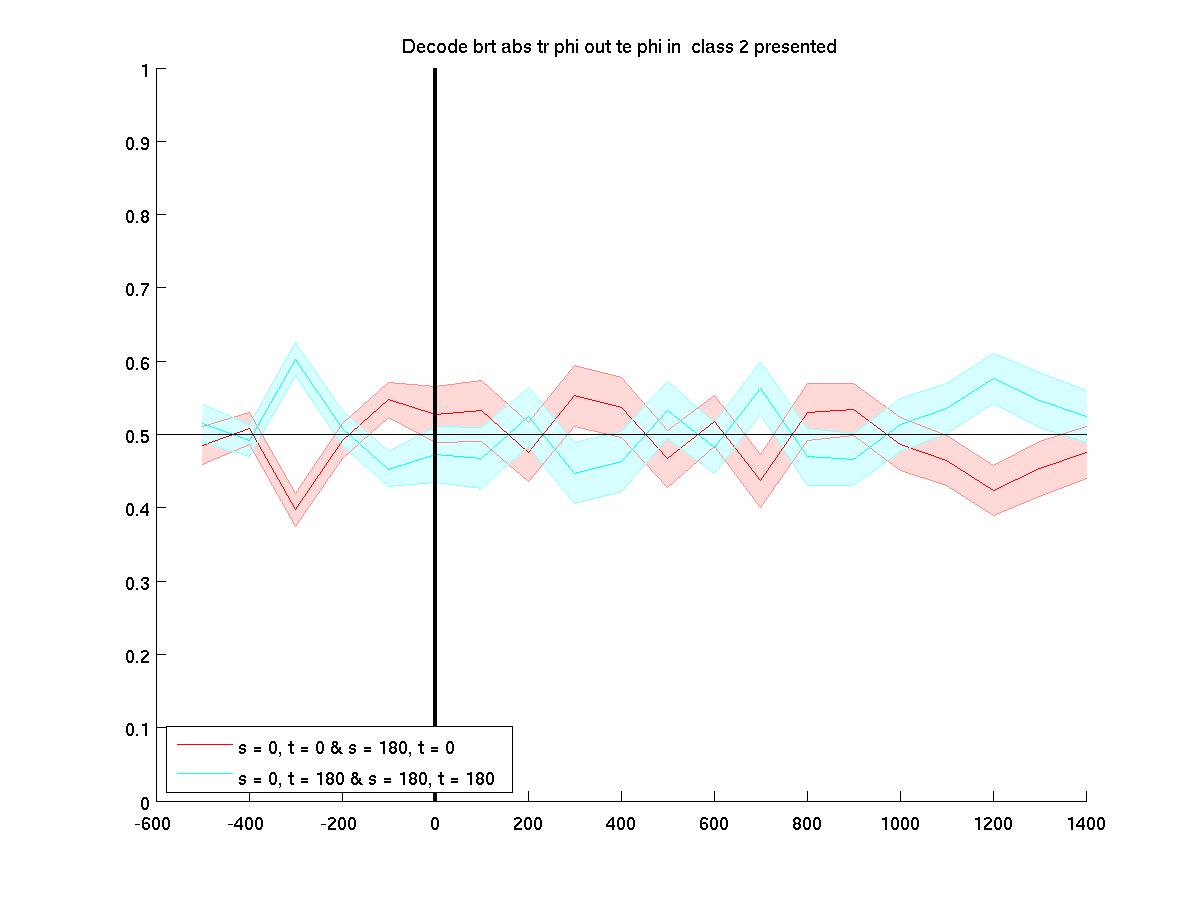 Decode brt abs tr phi out te phi in  class 2 presented
1
0.9
0.8
0.7
0.6
0.5
0.4
0.3
0.2
0.1
0
s = 0, t = 0 & s = 180, t = 0
s = 0, t = 180 & s = 180, t = 180
-600 -400 -200 0 200 400 600 800 1000 1200 1400